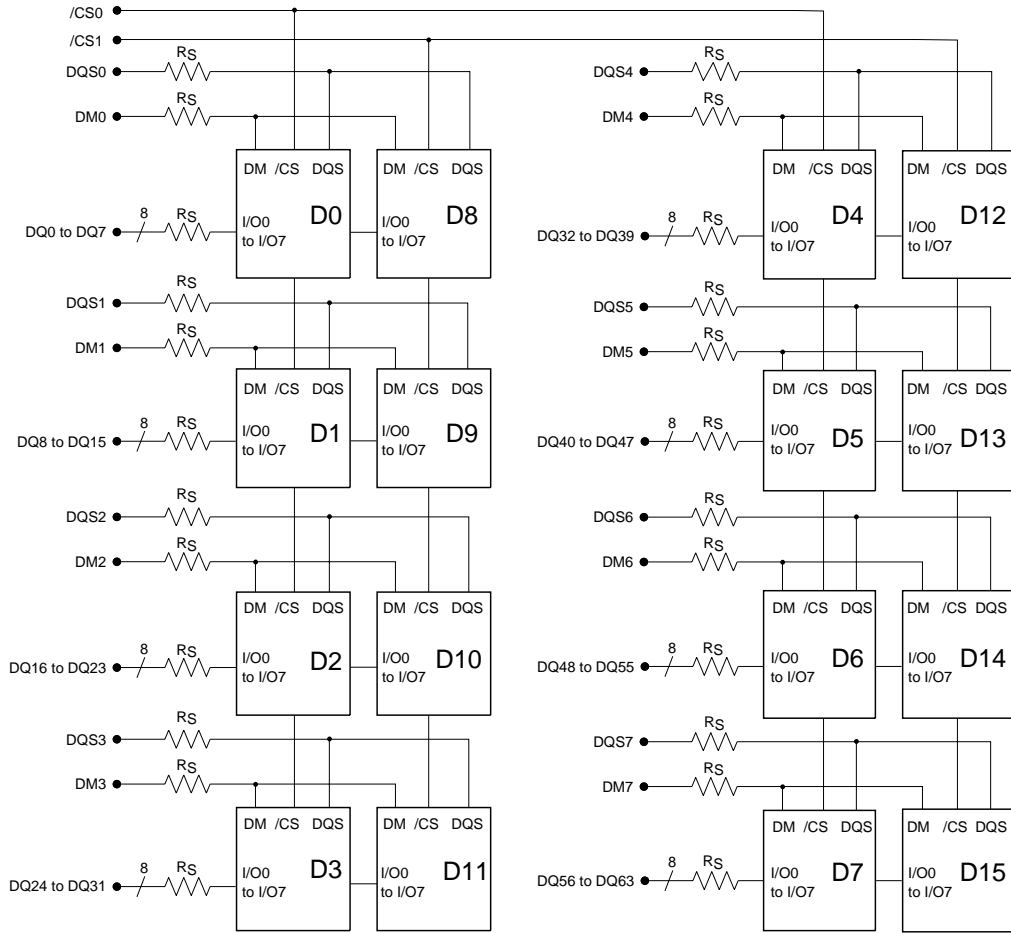 /CS0
/CS1
DQS0 RS
DM0 RS
DM /CS DQS DM /CS DQS
D0 D8
DQ0 to DQ7 8 RS I/O0 to I/O7 I/O0 to I/O7
DQS1 RS
DM1 RS
DM /CS DQS DM /CS DQS
D1 D9
DQ8 to DQ15 8 RS I/O0 to I/O7 I/O0 to I/O7
DQS2 RS
DM2 RS
DM /CS DQS DM /CS DQS
D2 D10
DQ16 to DQ23 8 RS I/O0 to I/O7 I/O0 to I/O7
DQS3 RS
DM3 RS
DM /CS DQS DM /CS DQS
D3 D11
DQ24 to DQ31 8 RS I/O0 to I/O7 I/O0 to I/O7
DQS4 RS
DM4 RS
DM /CS DQS DM /CS DQS
D4 D12
DQ32 to DQ39 8 RS I/O0 to I/O7 I/O0 to I/O7
DQS5 RS
DM5 RS
DM /CS DQS DM /CS DQS
D5 D13
DQ40 to DQ47 8 RS I/O0 to I/O7 I/O0 to I/O7
DQS6 RS
DM6 RS
DM /CS DQS DM /CS DQS
D6 D14
DQ48 to DQ55 8 RS I/O0 to I/O7 I/O0 to I/O7
DQS7 RS
DM7 RS
DM /CS DQS DM /CS DQS
D7 D15
DQ56 to DQ63 8 RS I/O0 to I/O7 I/O0 to I/O7